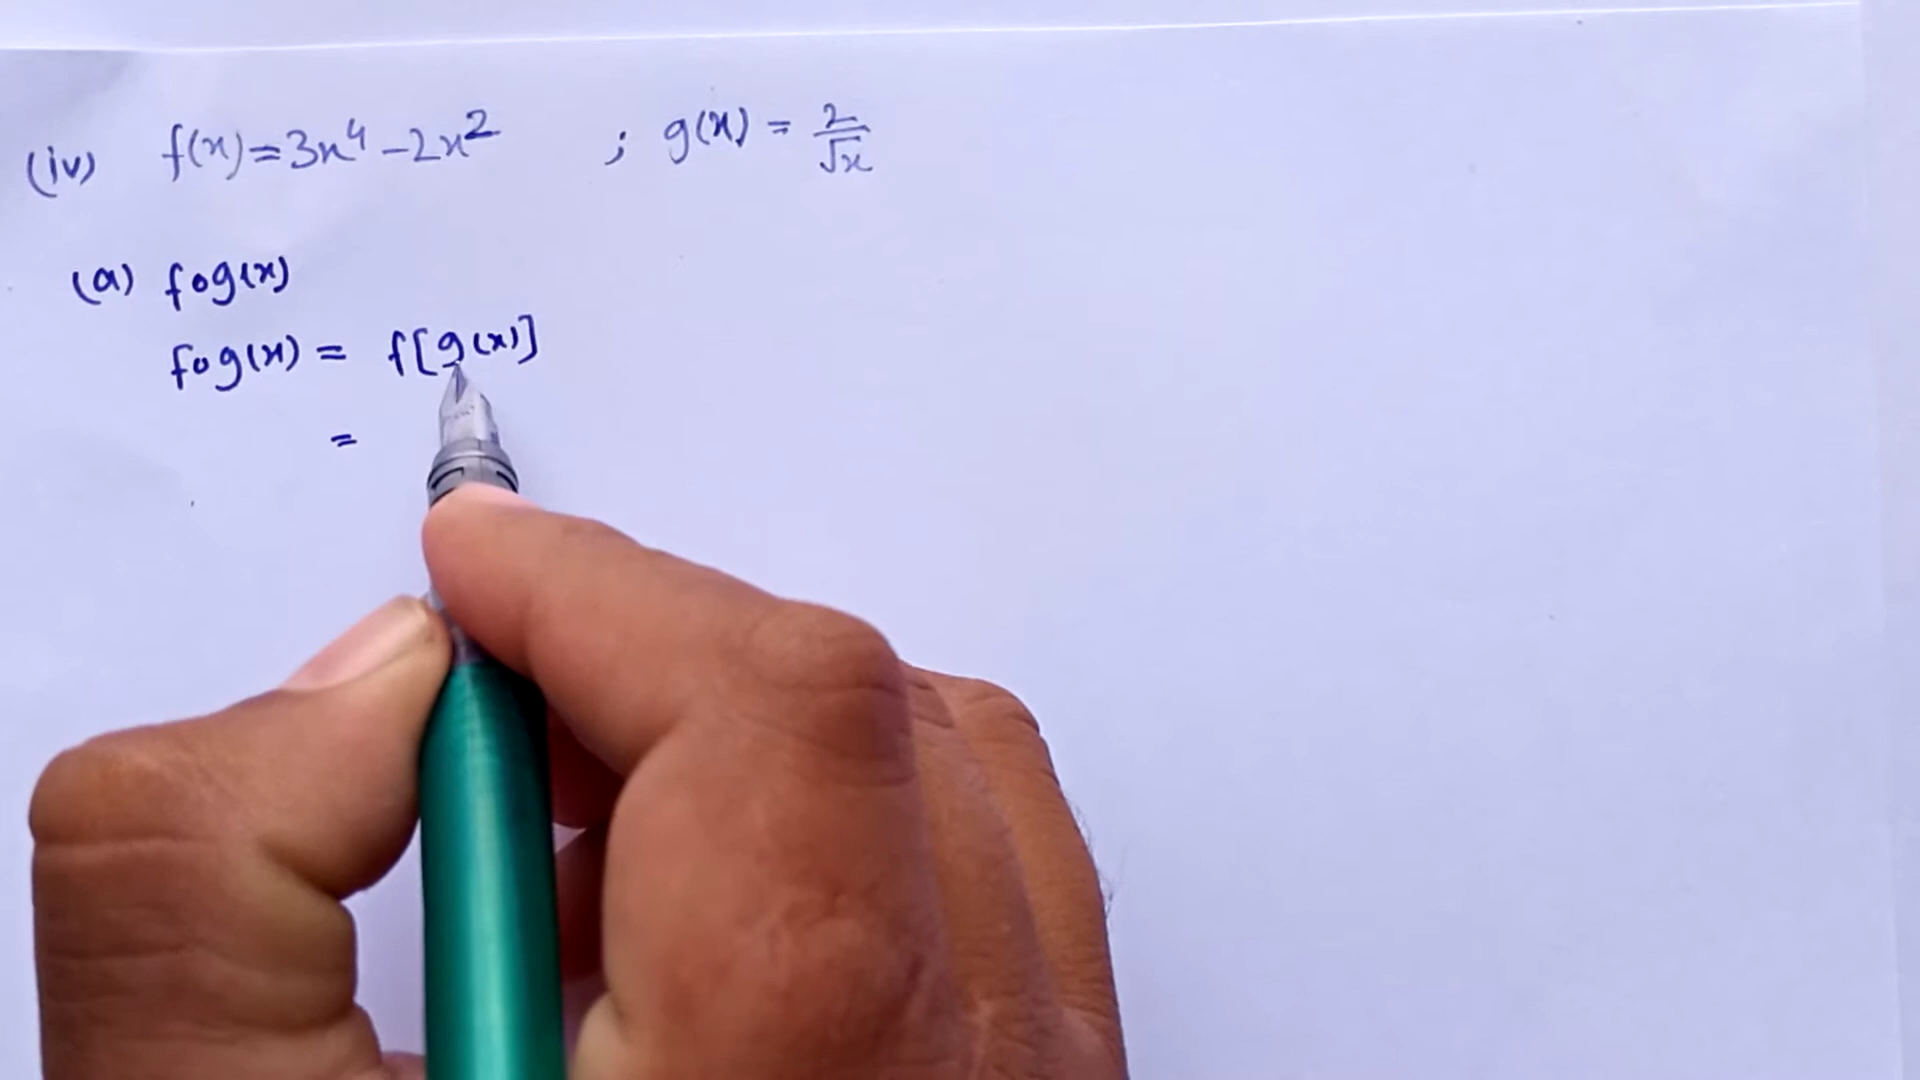 (iv) f(x) = 3x⁴ - 2x² ; g(x) = 2/√x
(a) fog(x)
fog(x) = f[g(x)]
=